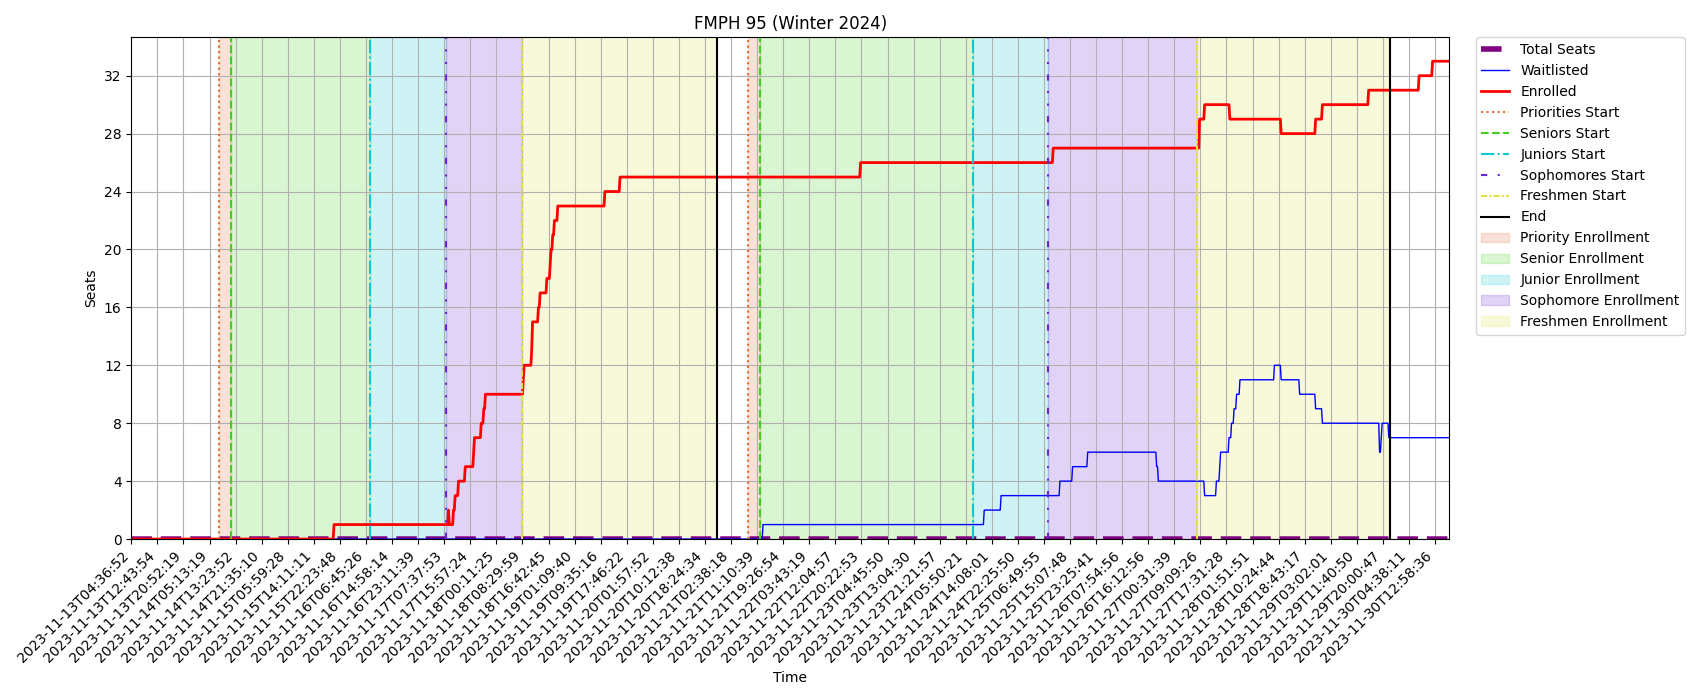 FMPH 95 (Winter 2024)
Seats
32
28
24
20
16
12
8
4
0
2023-11-13T04:36:52
2023-11-13T12:43:54
2023-11-13T20:52:19
2023-11-14T05:13:19
2023-11-14T13:23:52
2023-11-14T21:35:10
2023-11-15T05:59:28
2023-11-15T14:11:11
2023-11-15T22:23:48
2023-11-16T06:45:26
2023-11-16T14:58:14
2023-11-16T23:11:39
2023-11-17T07:37:53
2023-11-17T15:57:24
2023-11-18T00:11:25
2023-11-18T08:29:59
2023-11-18T16:42:45
2023-11-19T01:09:40
2023-11-19T09:35:16
2023-11-19T17:46:22
2023-11-20T01:57:52
2023-11-20T10:12:38
2023-11-20T18:24:34
2023-11-21T02:38:18
2023-11-21T11:10:39
2023-11-21T19:26:54
2023-11-22T03:43:19
2023-11-22T12:04:57
2023-11-22T20:22:53
2023-11-23T04:45:50
2023-11-23T13:04:30
2023-11-23T21:21:57
2023-11-24T05:50:21
2023-11-24T14:08:01
2023-11-24T22:25:50
2023-11-25T06:49:55
2023-11-25T15:07:48
2023-11-25T23:25:41
2023-11-26T07:54:56
2023-11-26T16:12:56
2023-11-27T00:31:39
2023-11-27T09:09:26
2023-11-27T17:31:28
2023-11-28T01:51:51
2023-11-28T10:24:44
2023-11-28T18:43:17
2023-11-29T03:02:01
2023-11-29T11:40:50
2023-11-29T20:00:47
2023-11-30T04:38:11
2023-11-30T12:58:36
Time
Total Seats
Waitlisted
Enrolled
Priorities Start
Seniors Start
Juniors Start
Sophomores Start
Freshmen Start
End
Priority Enrollment
Senior Enrollment
Junior Enrollment
Sophomore Enrollment
Freshmen Enrollment